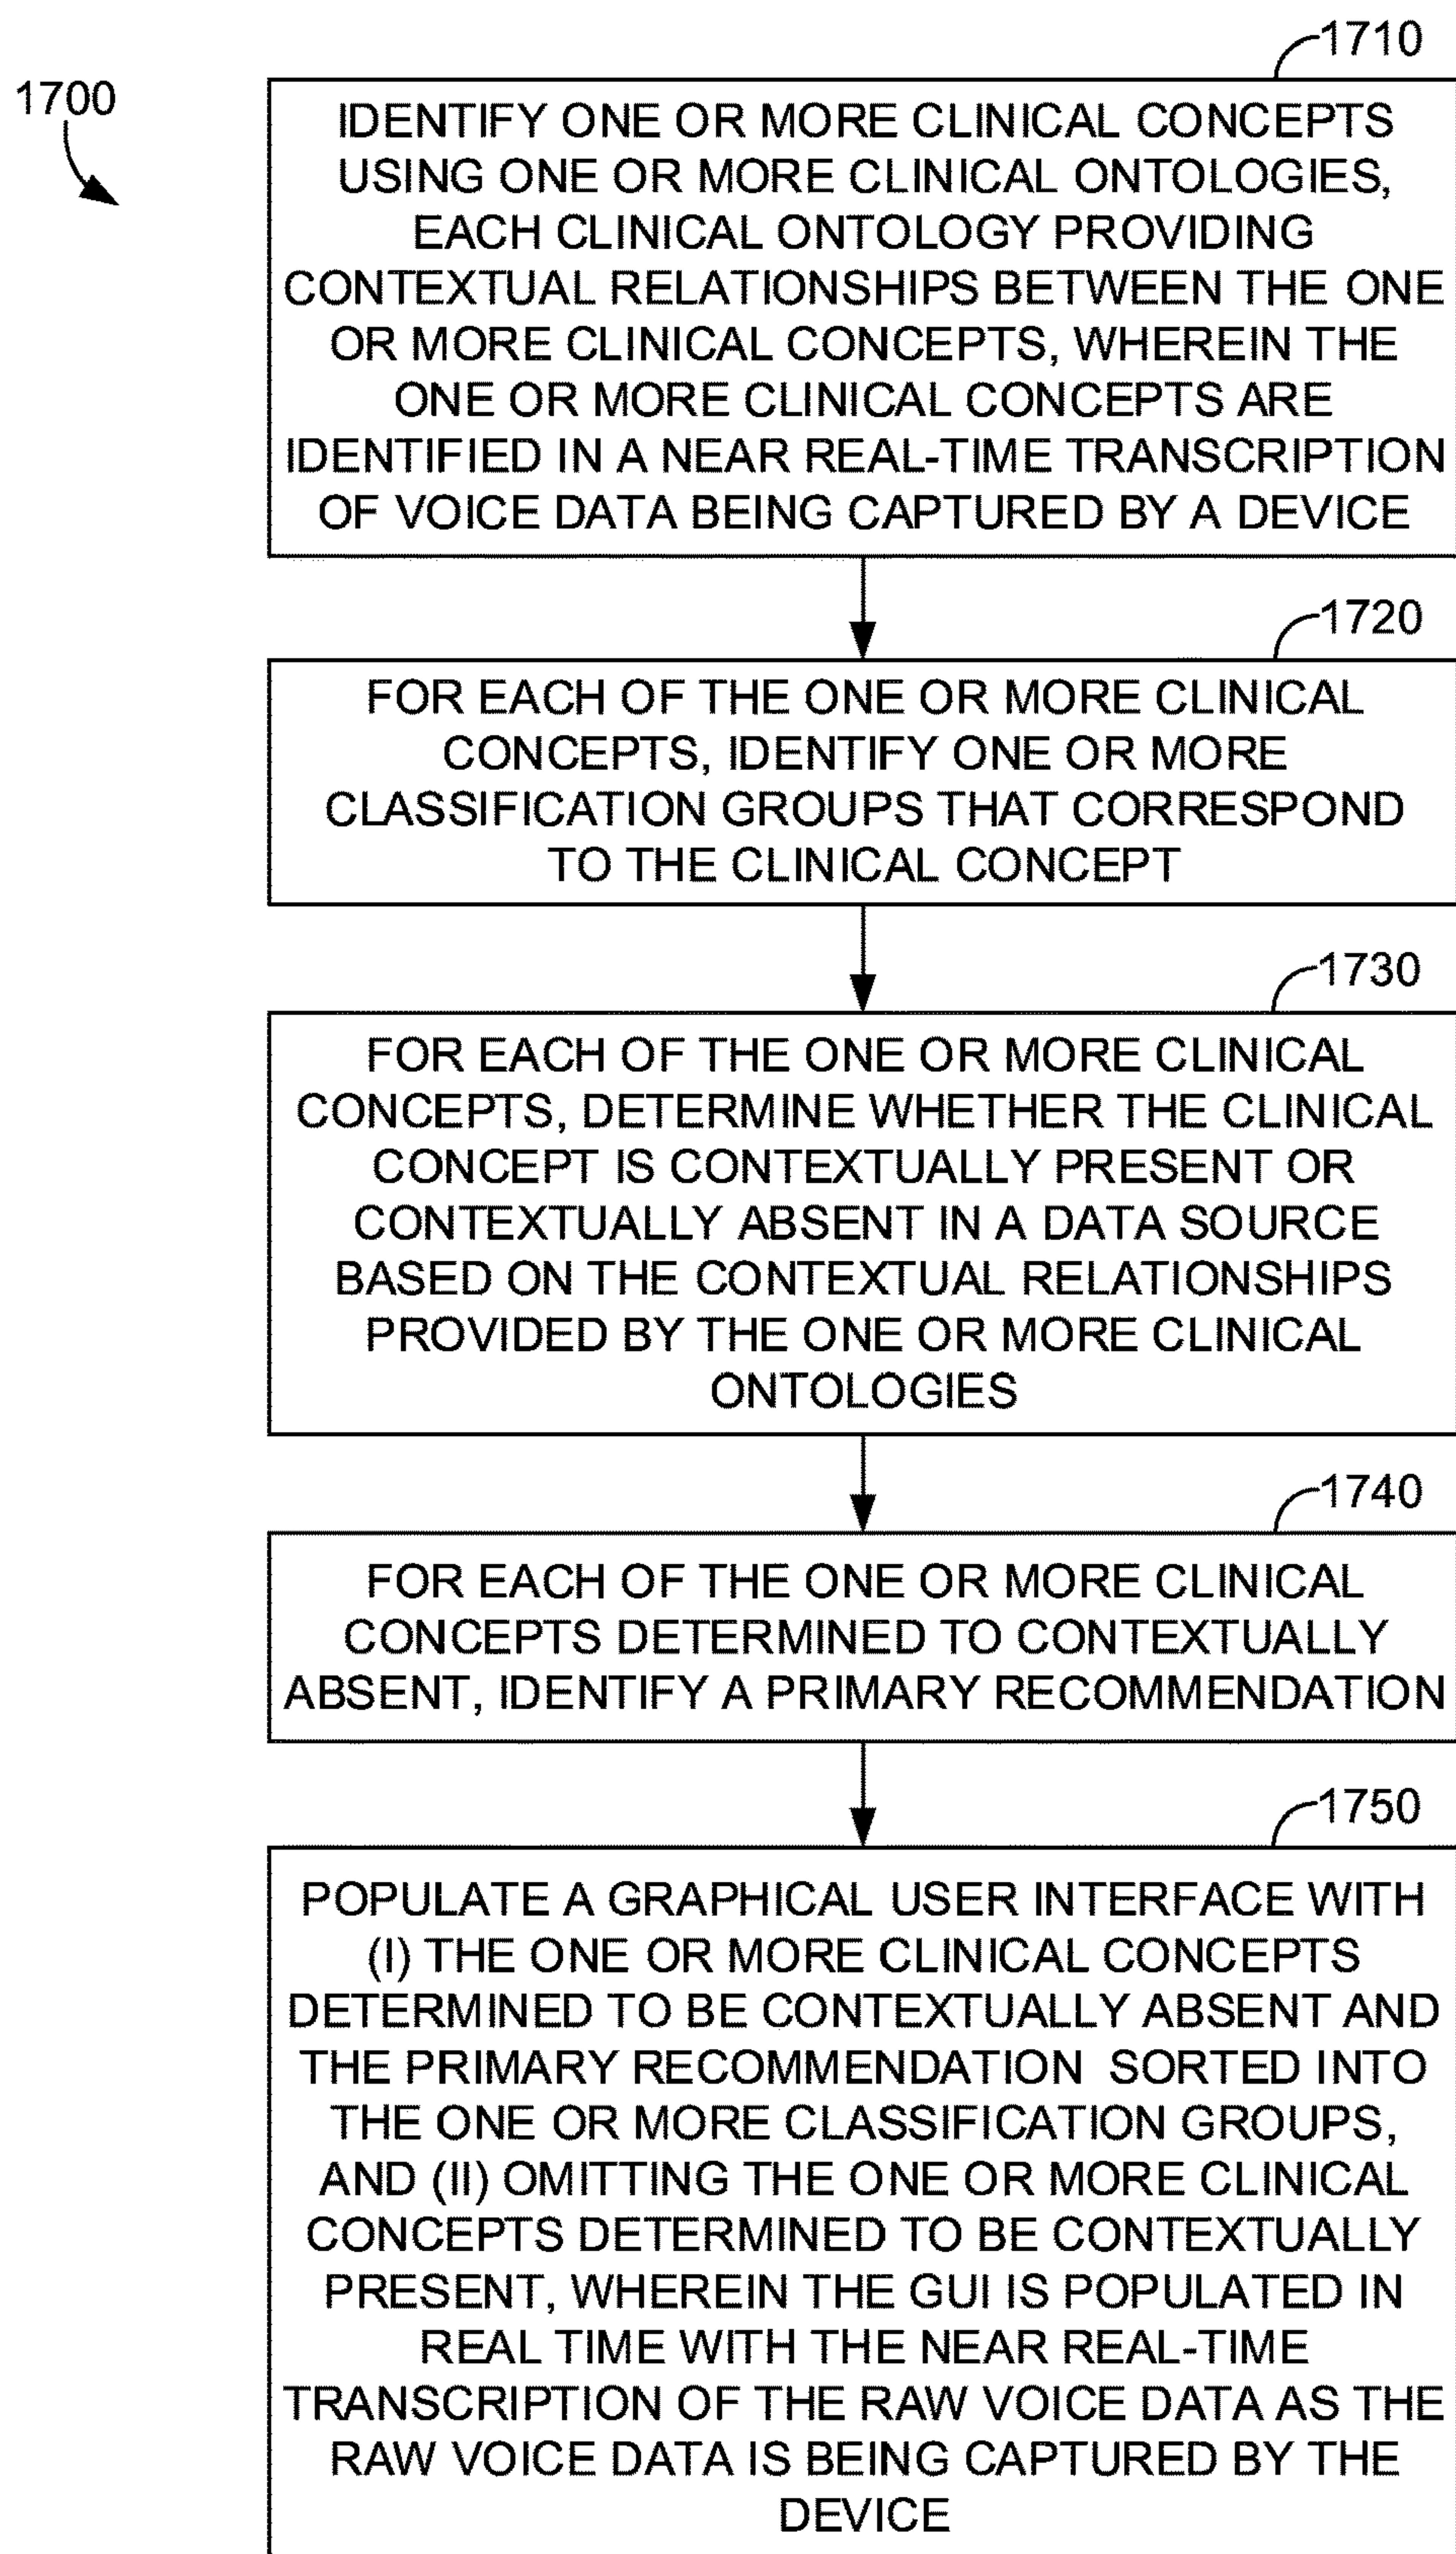 1700
1710
IDENTIFY ONE OR MORE CLINICAL CONCEPTS
USING ONE OR MORE CLINICAL ONTOLOGIES,
EACH CLINICAL ONTOLOGY PROVIDING
CONTEXTUAL RELATIONSHIPS BETWEEN THE ONE
OR MORE CLINICAL CONCEPTS, WHEREIN THE
ONE OR MORE CLINICAL CONCEPTS ARE
IDENTIFIED IN A NEAR REAL-TIME TRANSCRIPTION
OF VOICE DATA BEING CAPTURED BY A DEVICE
1720
FOR EACH OF THE ONE OR MORE CLINICAL
CONCEPTS, IDENTIFY ONE OR MORE
CLASSIFICATION GROUPS THAT CORRESPOND
TO THE CLINICAL CONCEPT
1730
FOR EACH OF THE ONE OR MORE CLINICAL
CONCEPTS, DETERMINE WHETHER THE CLINICAL
CONCEPT IS CONTEXTUALLY PRESENT OR
CONTEXTUALLY ABSENT IN A DATA SOURCE
BASED ON THE CONTEXTUAL RELATIONSHIPS
PROVIDED BY THE ONE OR MORE CLINICAL
ONTOLOGIES
1740
FOR EACH OF THE ONE OR MORE CLINICAL
CONCEPTS DETERMINED TO CONTEXTUALLY
ABSENT, IDENTIFY A PRIMARY RECOMMENDATION
1750
POPULATE A GRAPHICAL USER INTERFACE WITH
(I) THE ONE OR MORE CLINICAL CONCEPTS
DETERMINED TO BE CONTEXTUALLY ABSENT AND
THE PRIMARY RECOMMENDATION SORTED INTO
THE ONE OR MORE CLASSIFICATION GROUPS,
AND (II) OMITTING THE ONE OR MORE CLINICAL
CONCEPTS DETERMINED TO BE CONTEXTUALLY
PRESENT, WHEREIN THE GUI IS POPULATED IN
REAL TIME WITH THE NEAR REAL-TIME
TRANSCRIPTION OF THE RAW VOICE DATA AS THE
RAW VOICE DATA IS BEING CAPTURED BY THE
DEVICE